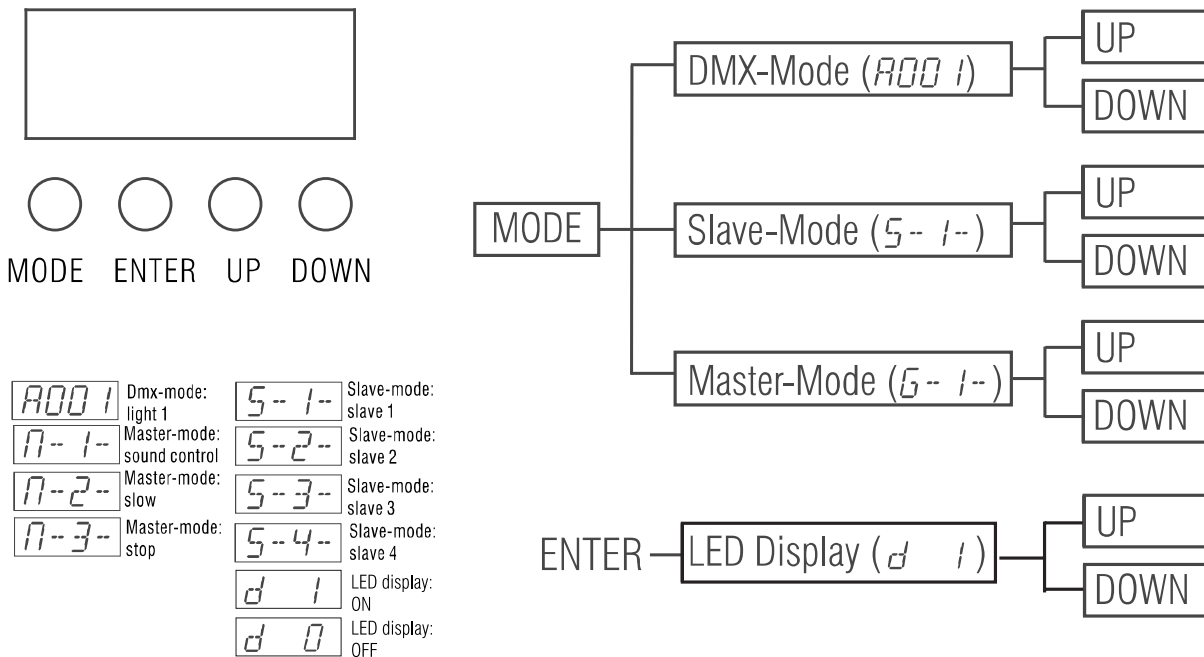 MODE ENTER UP DOWN
A001 Dmx-mode:
light 1
M-1- Master-mode:
sound control
M-2- Master-mode:
slow
M-3- Master-mode:
stop
S-1- Slave-mode:
slave 1
S-2- Slave-mode:
slave 2
S-3- Slave-mode:
slave 3
S-4- Slave-mode:
slave 4
d 1 LED display:
ON
d 0 LED display:
OFF
MODE
DMX-Mode (A001)
UP
DOWN
Slave-Mode (S-1-)
UP
DOWN
Master-Mode (G-1-)
UP
DOWN
ENTER
LED Display (d 1)
UP
DOWN